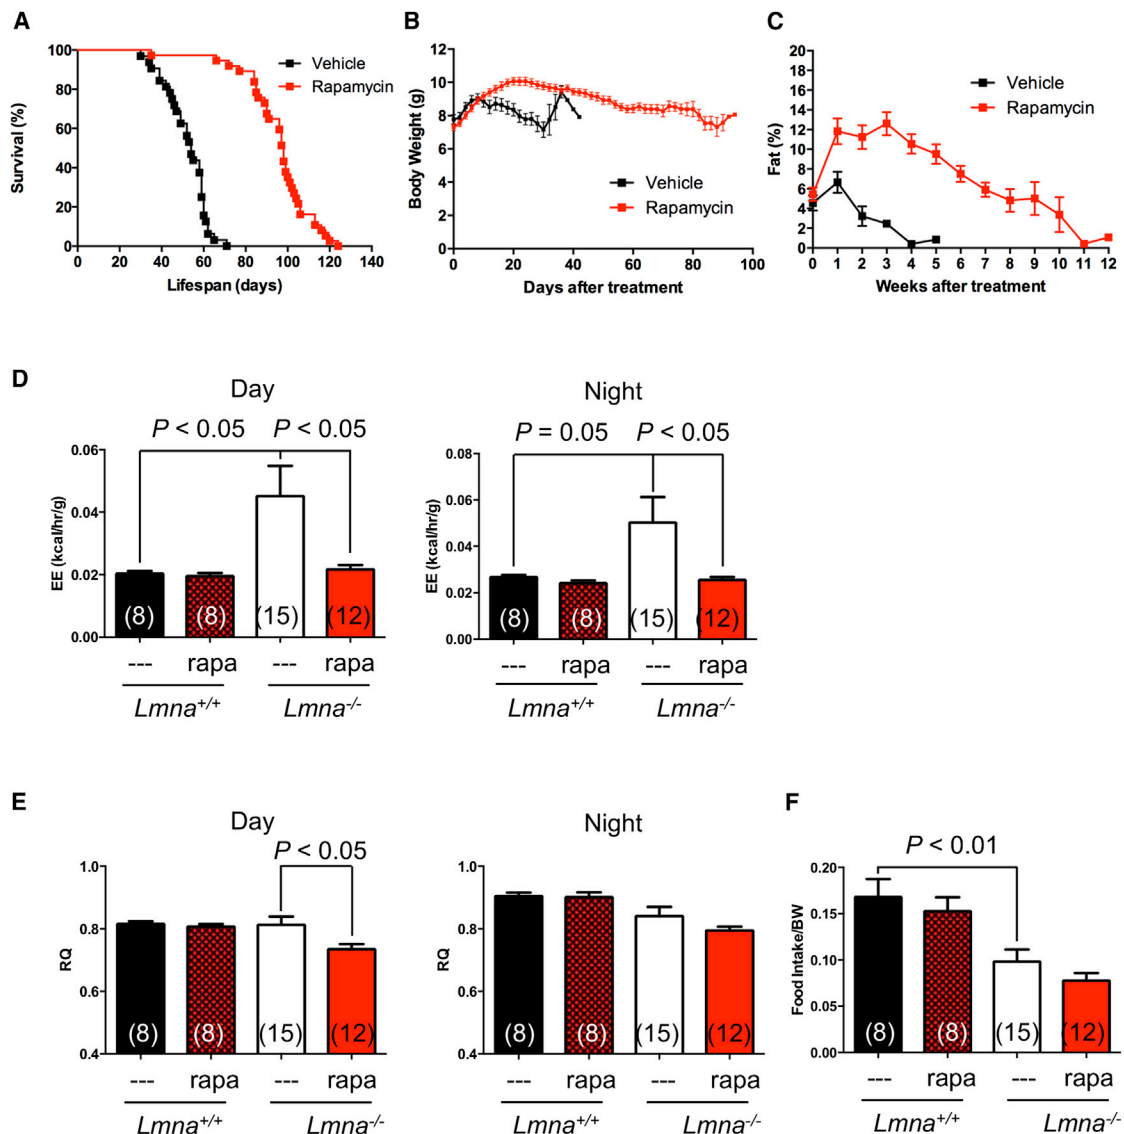 A
B
C
100
80
60
40
20
0
Survival (%)
Vehicle
Rapamycin
0 20 40 60 80 100 120 140
Lifespan (days)
12
10
8
6
4
2
0
Body Weight (g)
Vehicle
Rapamycin
0 20 40 60 80 100
Days after treatment
20
18
16
14
12
10
8
6
4
2
0
Fat (%)
Vehicle
Rapamycin
0 1 2 3 4 5 6 7 8 9 10 11 12
Weeks after treatment
D
Day
P < 0.05 P < 0.05
0.06
0.04
0.02
0.00
EE (kcal/hr/g)
(8) (8) (15) (12)
--- rapa --- rapa
Lmna+/+ Lmna-/-
Night
P = 0.05 P < 0.05
0.08
0.06
0.04
0.02
0.00
EE (kcal/hr/g)
(8) (8) (15) (12)
--- rapa --- rapa
Lmna+/+ Lmna-/-
E
Day
P < 0.05
1.0
0.8
0.6
0.4
RQ
(8) (8) (15) (12)
--- rapa --- rapa
Lmna+/+ Lmna-/-
Night
1.0
0.8
0.6
0.4
RQ
(8) (8) (15) (12)
--- rapa --- rapa
Lmna+/+ Lmna-/-
F
P < 0.01
0.20
0.15
0.10
0.05
0.00
Food Intake/BW
(8) (8) (15) (12)
--- rapa --- rapa
Lmna+/+ Lmna-/-